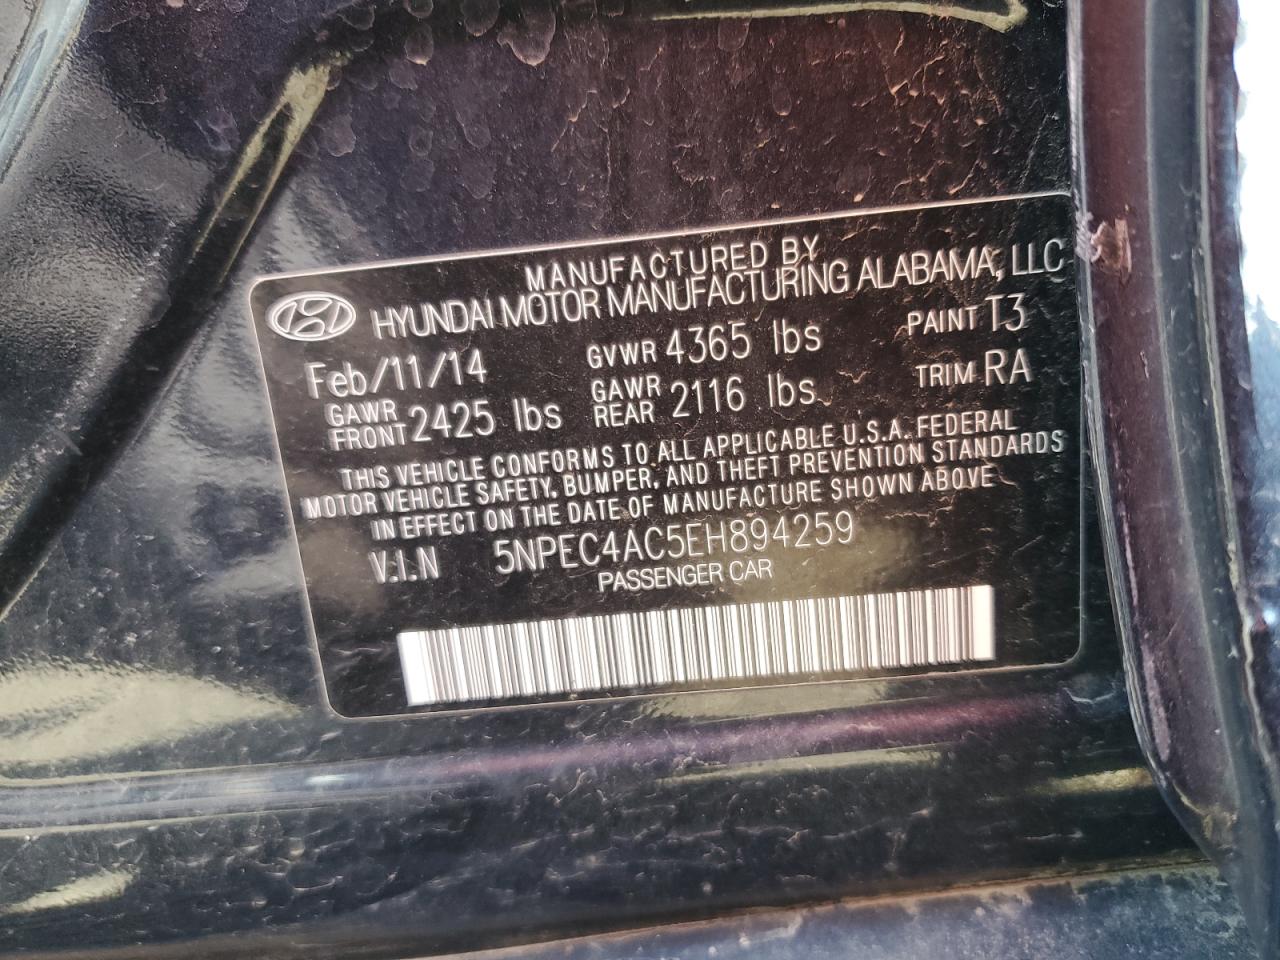 MANUFACTURED BY
HYUNDAI MOTOR MANUFACTURING ALABAMA, LLC
Feb/11/14 GVWR 4365 lbs PAINT T3
GAWR FRONT 2425 lbs GAWR REAR 2116 lbs TRIM RA
THIS VEHICLE CONFORMS TO ALL APPLICABLE U.S.A. FEDERAL
MOTOR VEHICLE SAFETY, BUMPER, AND THEFT PREVENTION STANDARDS
IN EFFECT ON THE DATE OF MANUFACTURE SHOWN ABOVE
V.I.N 5NPEC4AC5EH894259
PASSENGER CAR